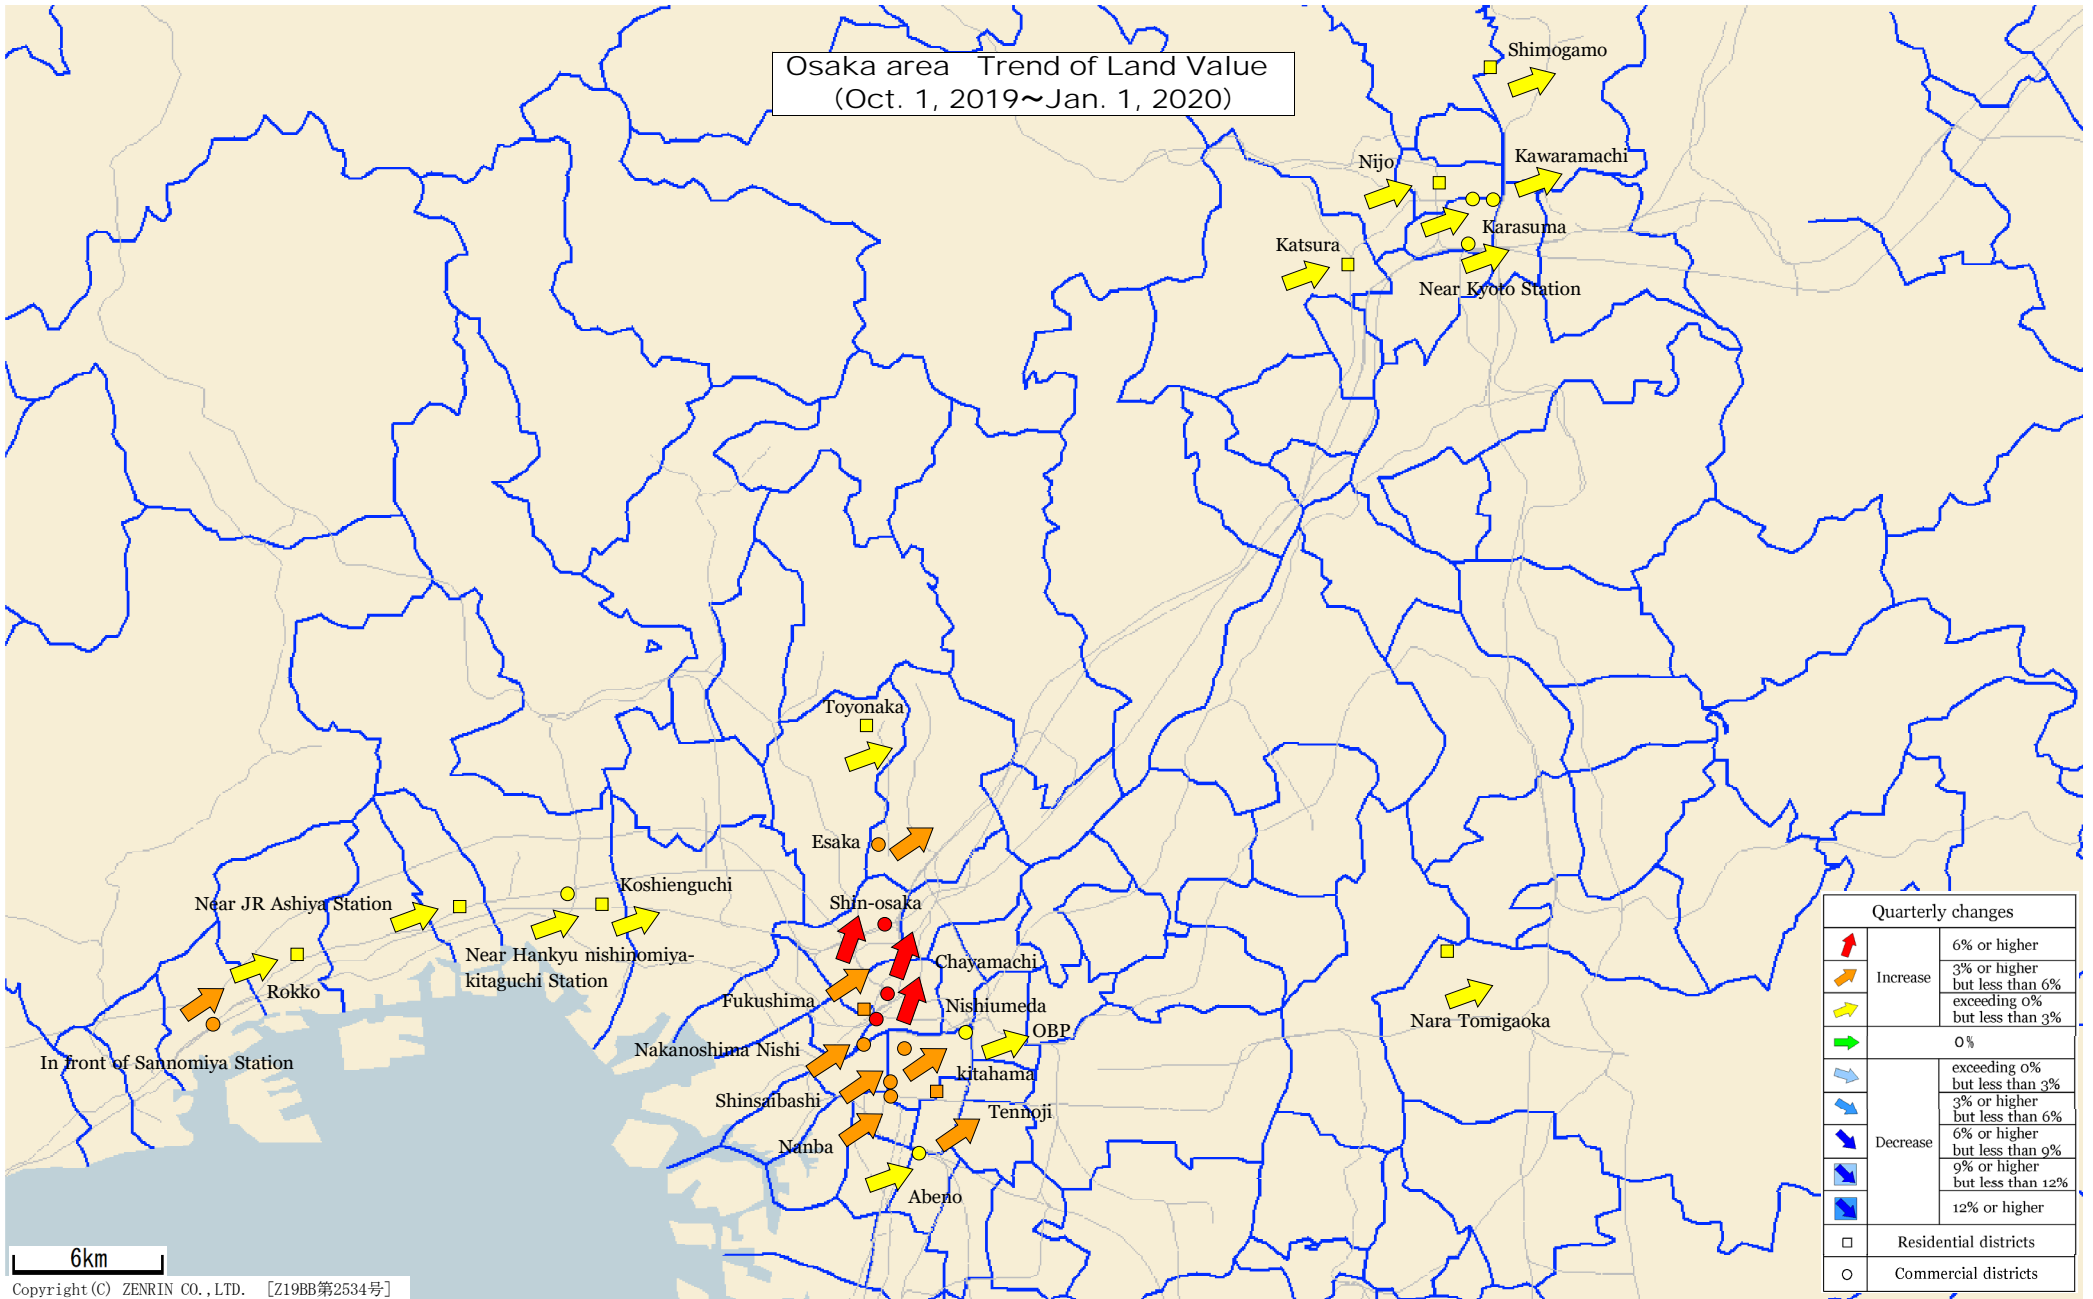 Osaka area Trend of Land Value
(Oct. 1, 2019～Jan. 1, 2020)
Shimogamo
Nijo
Kawaramachi
Karasuma
Katsura
Near Kyoto Station
Toyonaka
Esaka
Koshienguchi
Near JR Ashiya Station
Shin-osaka
Near Hankyu nishinomiya-
kitaguchi Station
Chayamachi
Rokko
Fukushima
Nishiumeda
Nara Tomigaoka
OBP
Nakanoshima Nishi
In front of Sannomiya Station
kitahama
Shinsaibashi
Tennoji
Nanba
Abeno
Quarterly changes
Increase
6% or higher
3% or higher
but less than 6%
exceeding 0%
but less than 3%
0%
Decrease
exceeding 0%
but less than 3%
3% or higher
but less than 6%
6% or higher
but less than 9%
9% or higher
but less than 12%
12% or higher
Residential districts
Commercial districts
6km
Copyright(C) ZENRIN CO.,LTD. [Z19BB第2534号]